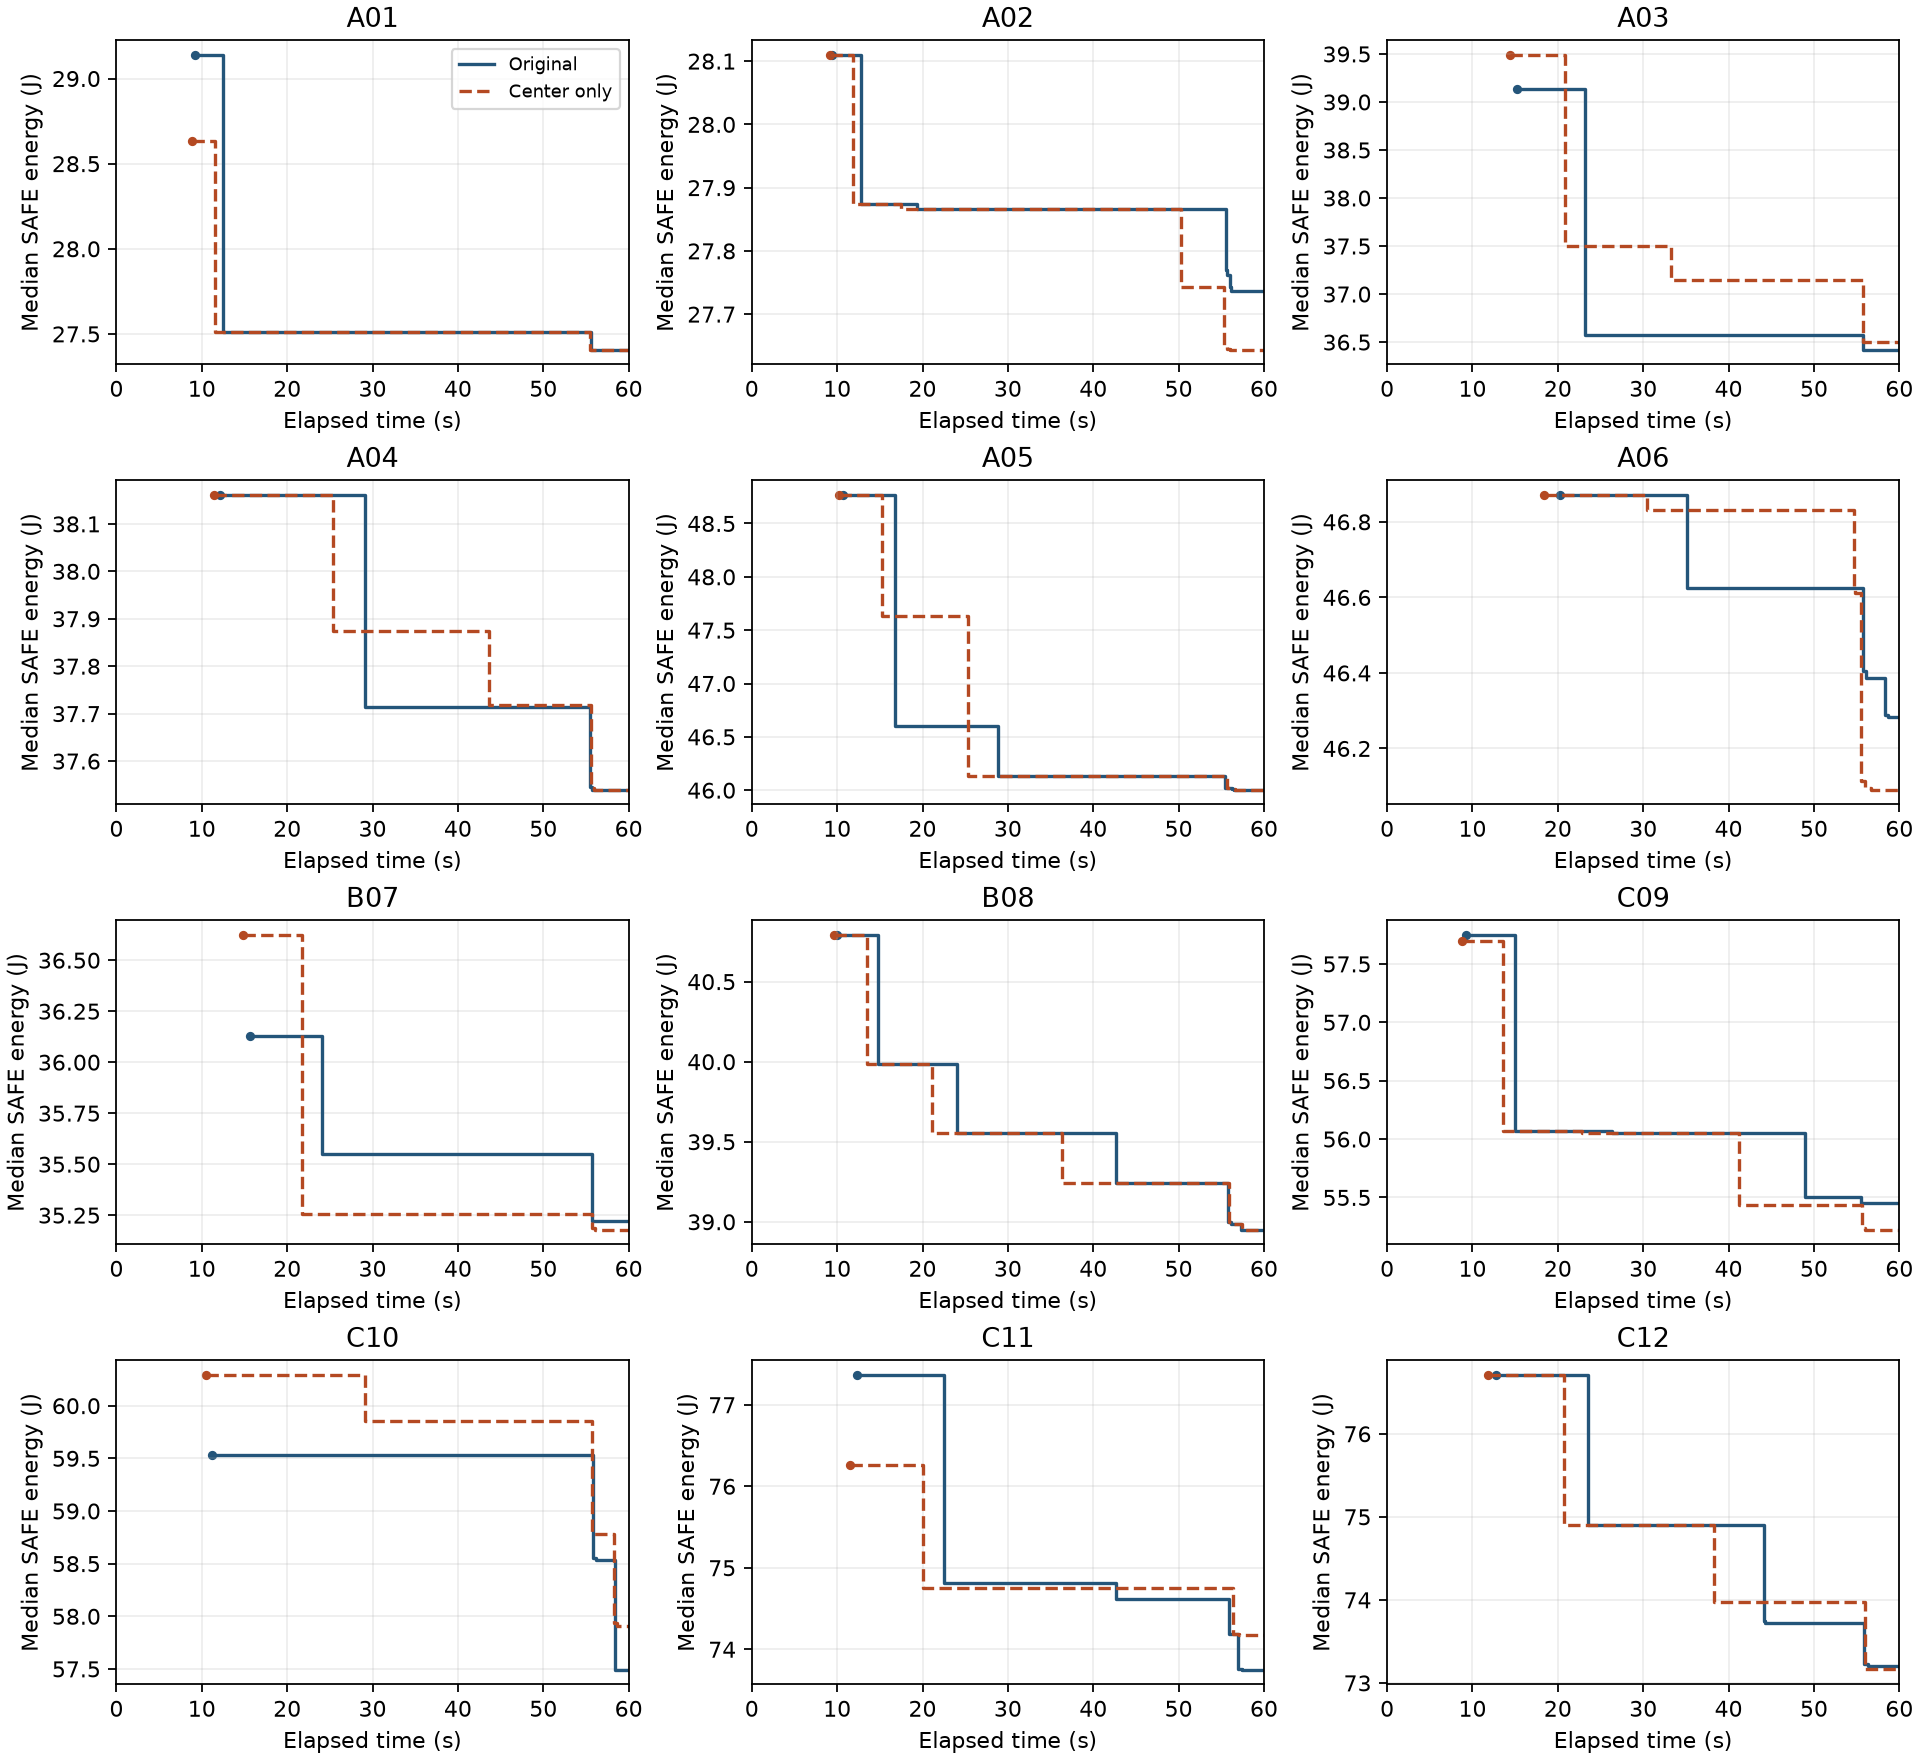 A01
Median SAFE energy (J)
29.0
28.5
28.0
27.5
Original
Center only
0 10 20 30 40 50 60
Elapsed time (s)
A02
Median SAFE energy (J)
28.1
28.0
27.9
27.8
27.7
0 10 20 30 40 50 60
Elapsed time (s)
A03
Median SAFE energy (J)
39.5
39.0
38.5
38.0
37.5
37.0
36.5
0 10 20 30 40 50 60
Elapsed time (s)
A04
Median SAFE energy (J)
38.1
38.0
37.9
37.8
37.7
37.6
0 10 20 30 40 50 60
Elapsed time (s)
A05
Median SAFE energy (J)
48.5
48.0
47.5
47.0
46.5
46.0
0 10 20 30 40 50 60
Elapsed time (s)
A06
Median SAFE energy (J)
46.8
46.6
46.4
46.2
0 10 20 30 40 50 60
Elapsed time (s)
B07
Median SAFE energy (J)
36.50
36.25
36.00
35.75
35.50
35.25
0 10 20 30 40 50 60
Elapsed time (s)
B08
Median SAFE energy (J)
40.5
40.0
39.5
39.0
0 10 20 30 40 50 60
Elapsed time (s)
C09
Median SAFE energy (J)
57.5
57.0
56.5
56.0
55.5
0 10 20 30 40 50 60
Elapsed time (s)
C10
Median SAFE energy (J)
60.0
59.5
59.0
58.5
58.0
57.5
0 10 20 30 40 50 60
Elapsed time (s)
C11
Median SAFE energy (J)
77
76
75
74
0 10 20 30 40 50 60
Elapsed time (s)
C12
Median SAFE energy (J)
76
75
74
73
0 10 20 30 40 50 60
Elapsed time (s)